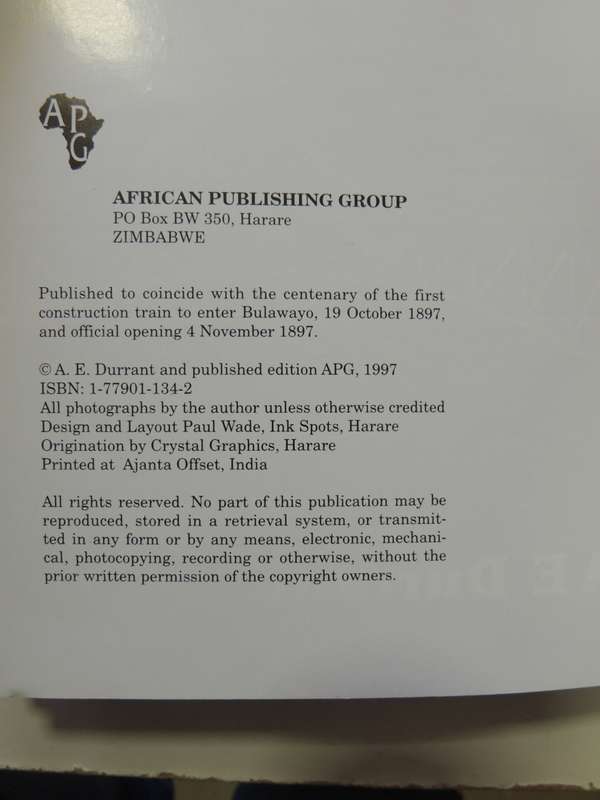 APG
AFRICAN PUBLISHING GROUP
PO Box BW 350, Harare
ZIMBABWE
Published to coincide with the centenary of the first
construction train to enter Bulawayo, 19 October 1897,
and official opening 4 November 1897.
© A. E. Durrant and published edition APG, 1997
ISBN: 1-77901-134-2
All photographs by the author unless otherwise credited
Design and Layout Paul Wade, Ink Spots, Harare
Origination by Crystal Graphics, Harare
Printed at Ajanta Offset, India
All rights reserved. No part of this publication may be
reproduced, stored in a retrieval system, or transmit-
ted in any form or by any means, electronic, mechani-
cal, photocopying, recording or otherwise, without the
prior written permission of the copyright owners.